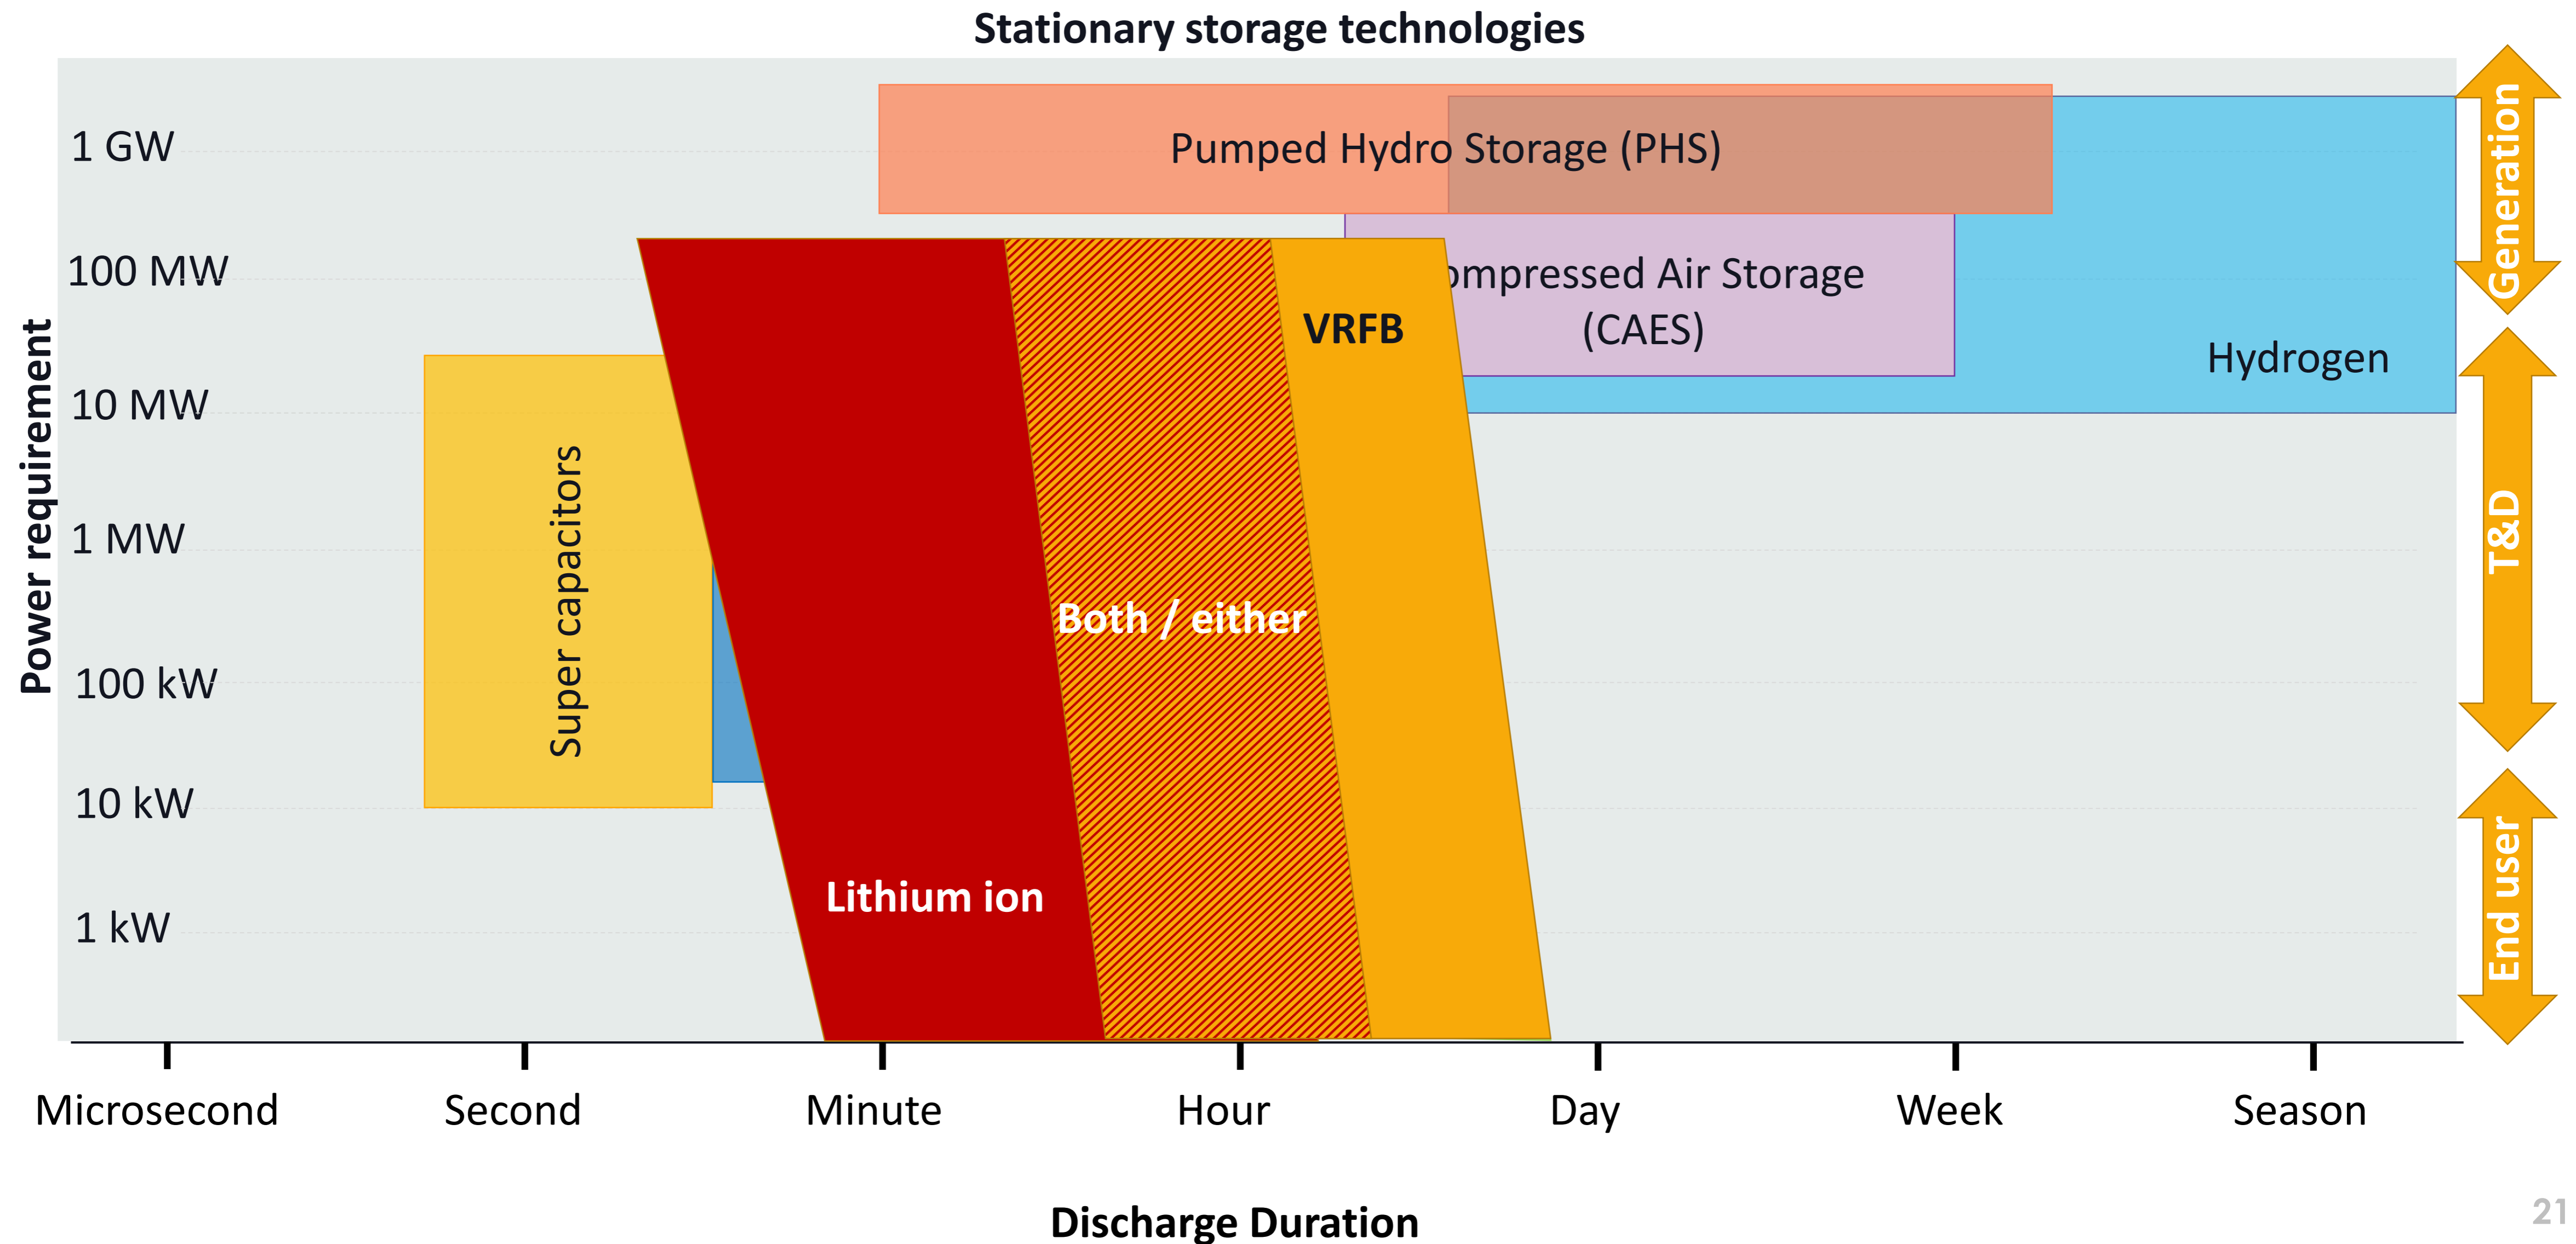 Stationary storage technologies
Power requirement
1 GW
100 MW
10 MW
1 MW
100 kW
10 kW
1 kW
Pumped Hydro Storage (PHS)
ompressed Air Storage
(CAES)
VRFB
Hydrogen
Super capacitors
Both / either
Lithium ion
Generation
T&D
End user
Microsecond
Second
Minute
Hour
Day
Week
Season
Discharge Duration
21